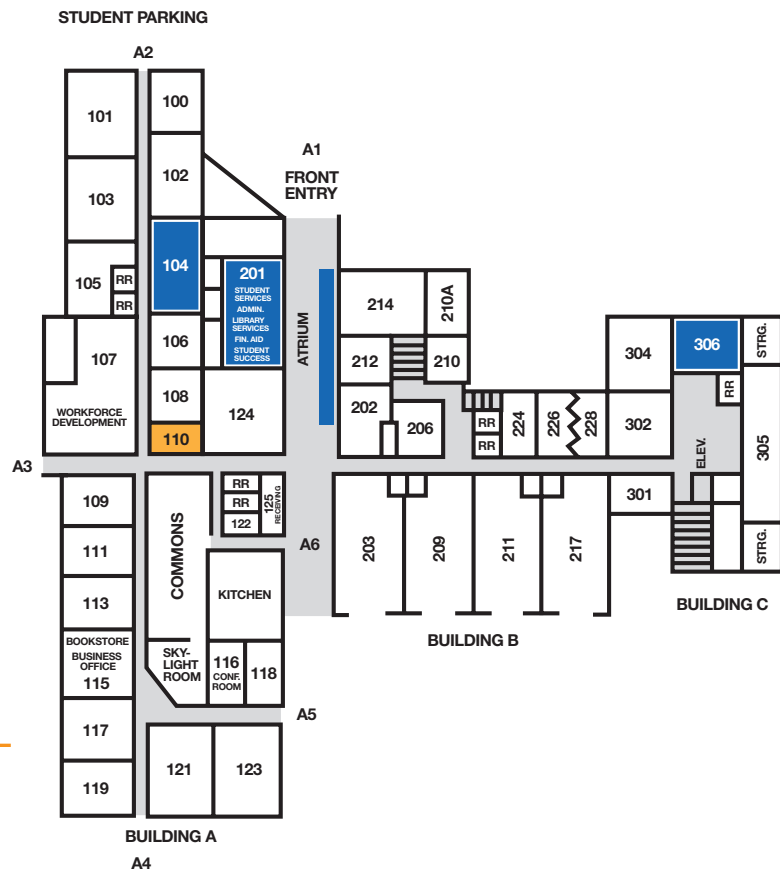 STUDENT PARKING
A2
101
100
A1
FRONT
ENTRY
102
103
104
201
STUDENT
SERVICES
ADMIN.
LIBRARY
SERVICES
FIN. AID
STUDENT
SUCCESS
ATRIUM
105
RR
RR
214
210A
106
107
212
210
304
306
STRG.
RR
108
124
202
206
WORKFORCE
DEVELOPMENT
110
RR
RR
224
226
228
302
ELEV.
305
A3
109
COMMONS
RR
RR
122
125
RECEIVING
301
111
A6
203
209
211
217
STRG.
113
KITCHEN
BUILDING C
BOOKSTORE
BUSINESS
OFFICE
115
SKY-
LIGHT
ROOM
116
CONF.
ROOM
118
BUILDING B
117
A5
121
123
119
BUILDING A
A4